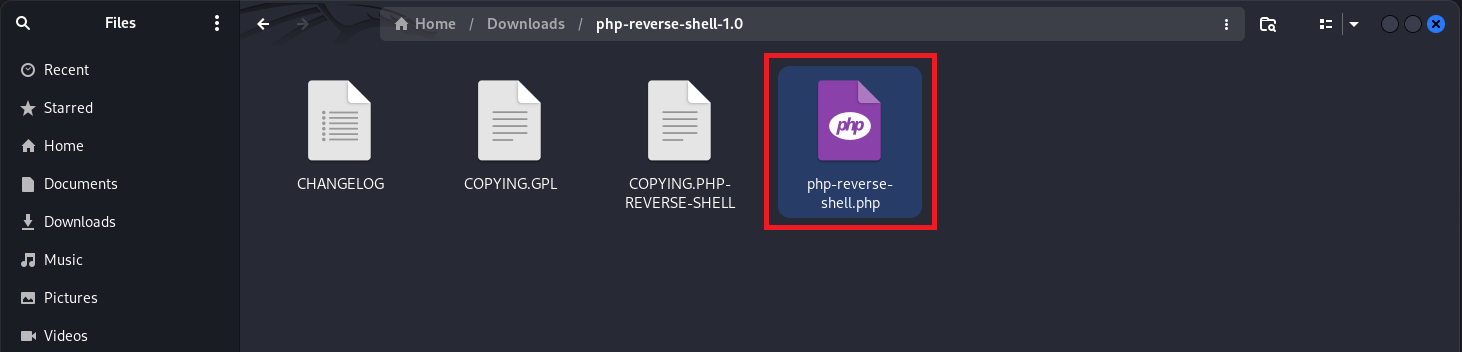 Files
Home / Downloads / php-reverse-shell-1.0
Recent
Starred
Home
Documents
Downloads
Music
Pictures
Videos
CHANGELOG
COPYING.GPL
COPYING.PHP-
REVERSE-SHELL
php
php-reverse-
shell.php